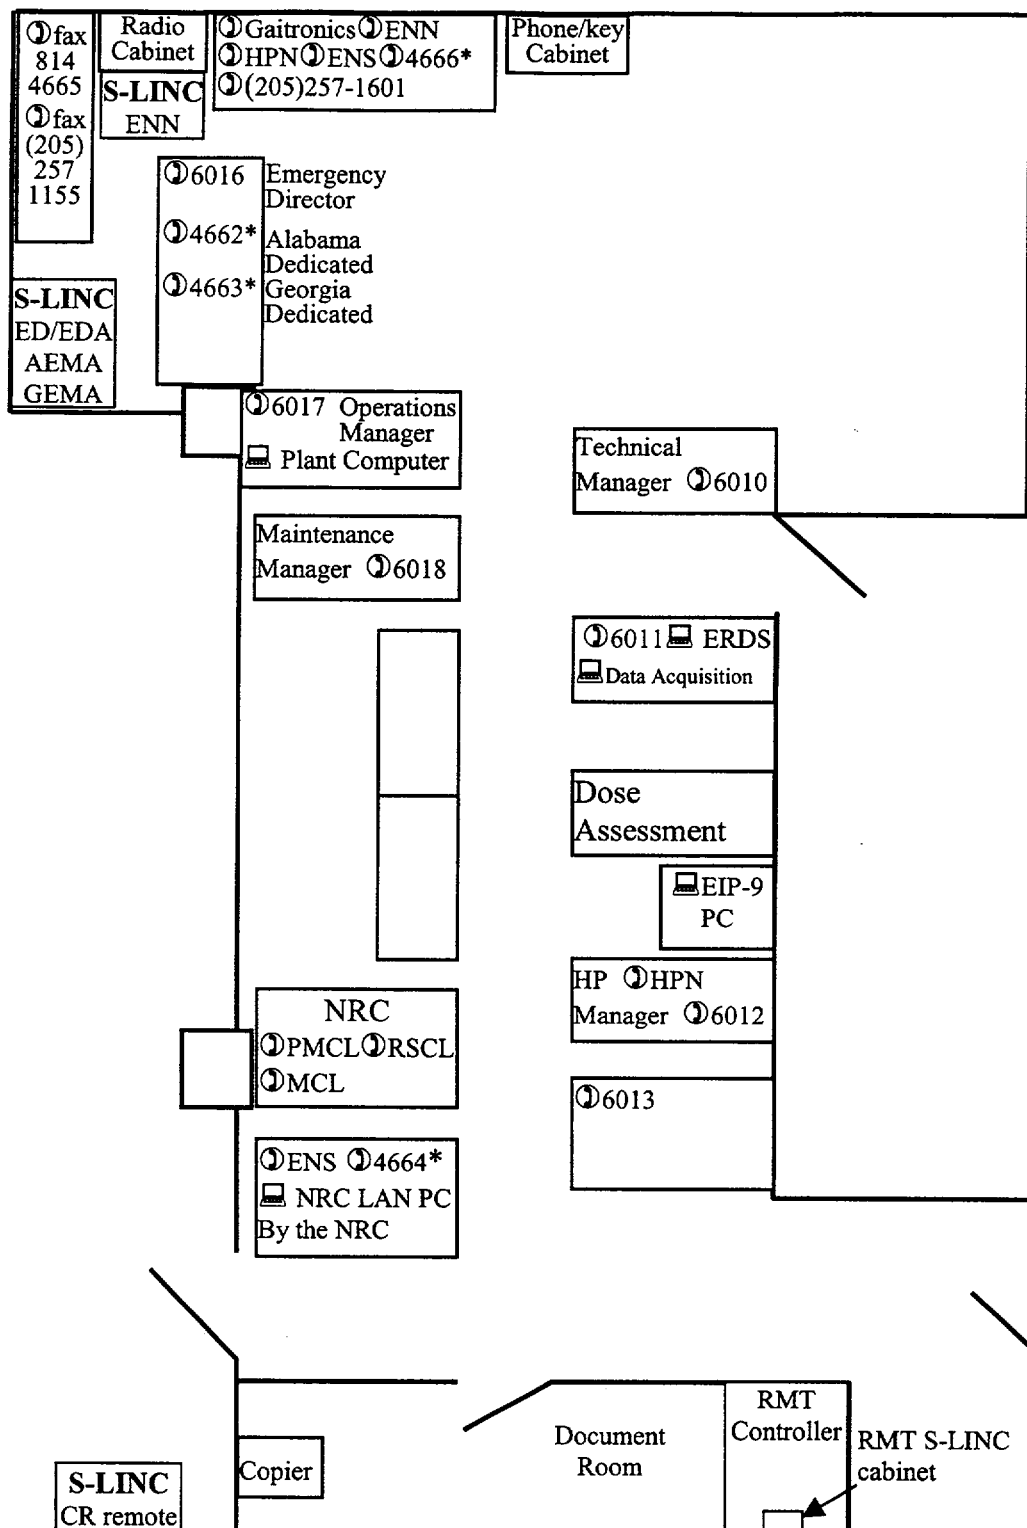 fax
814
4665
fax
(205)
257
1155
Radio
Cabinet
S-LINC
ENN
Gaitronics ENN
HPN ENS 4666*
(205)257-1601
Phone/key
Cabinet
6016 Emergency
Director
4662* Alabama
Dedicated
4663* Georgia
Dedicated
S-LINC
ED/EDA
AEMA
GEMA
6017 Operations
Manager
Plant Computer
Technical
Manager 6010
Maintenance
Manager 6018
6011 ERDS
Data Acquisition
Dose
Assessment
EIP-9
PC
HP HPN
Manager 6012
NRC
PMCL RSCL
MCL
6013
ENS 4664*
NRC LAN PC
By the NRC
RMT
Controller
Document
Room
RMT S-LINC
cabinet
Copier
S-LINC
CR remote